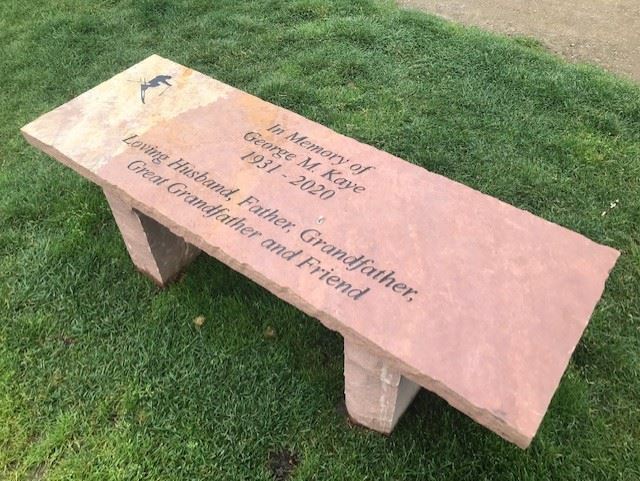 In Memory of
George M. Kaye
1931 - 2020
Loving Husband, Father, Grandfather,
Great Grandfather and Friend